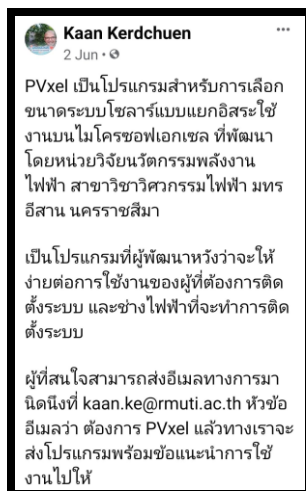 Kaan Kerdchuen
2 Jun •
PVxel เป็นโปรแกรมสำหรับการเลือก
ขนาดระบบโซลาร์แบบแยกอิสระใช้
งานบนไมโครซอฟเอกเซล ที่พัฒนา
โดยหน่วยวิจัยนวัตกรรมพลังงาน
ไฟฟ้า สาขาวิชาวิศวกรรมไฟฟ้า มทร
อีสาน นครราชสีมา
เป็นโปรแกรมที่ผู้พัฒนาหวังว่าจะให้
ง่ายต่อการใช้งานของผู้ที่ต้องการติด
ตั้งระบบ และช่างไฟฟ้าที่จะทำการติด
ตั้งระบบ
ผู้ที่สนใจสามารถส่งอีเมลทางการมา
นิดนึงที่ kaan.ke@rmuti.ac.th หัวข้อ
อีเมลว่า ต้องการ PVxel แล้วทางเราจะ
ส่งโปรแกรมพร้อมข้อแนะนำการใช้
งานไปให้